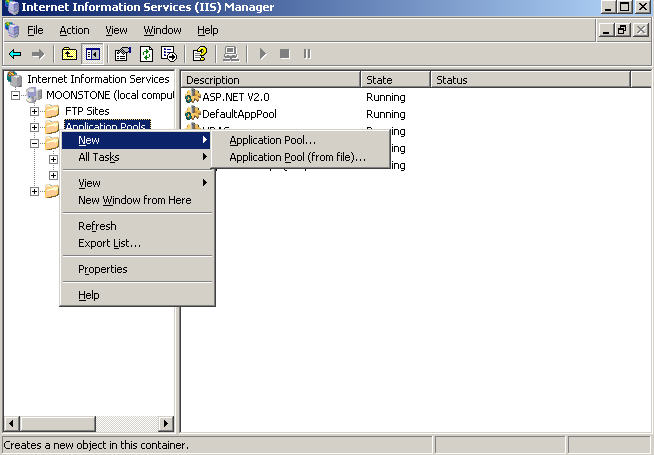 Internet Information Services (IIS) Manager
File Action View Window Help
Internet Information Services
MOONSTONE (local comput
FTP Sites
Application Pools
New
All Tasks
View
New Window from Here
Refresh
Export List...
Properties
Help
Application Pool...
Application Pool (from file)...
Description State Status
ASP.NET V2.0 Running
DefaultAppPool Running
Running
Running
Running
Creates a new object in this container.